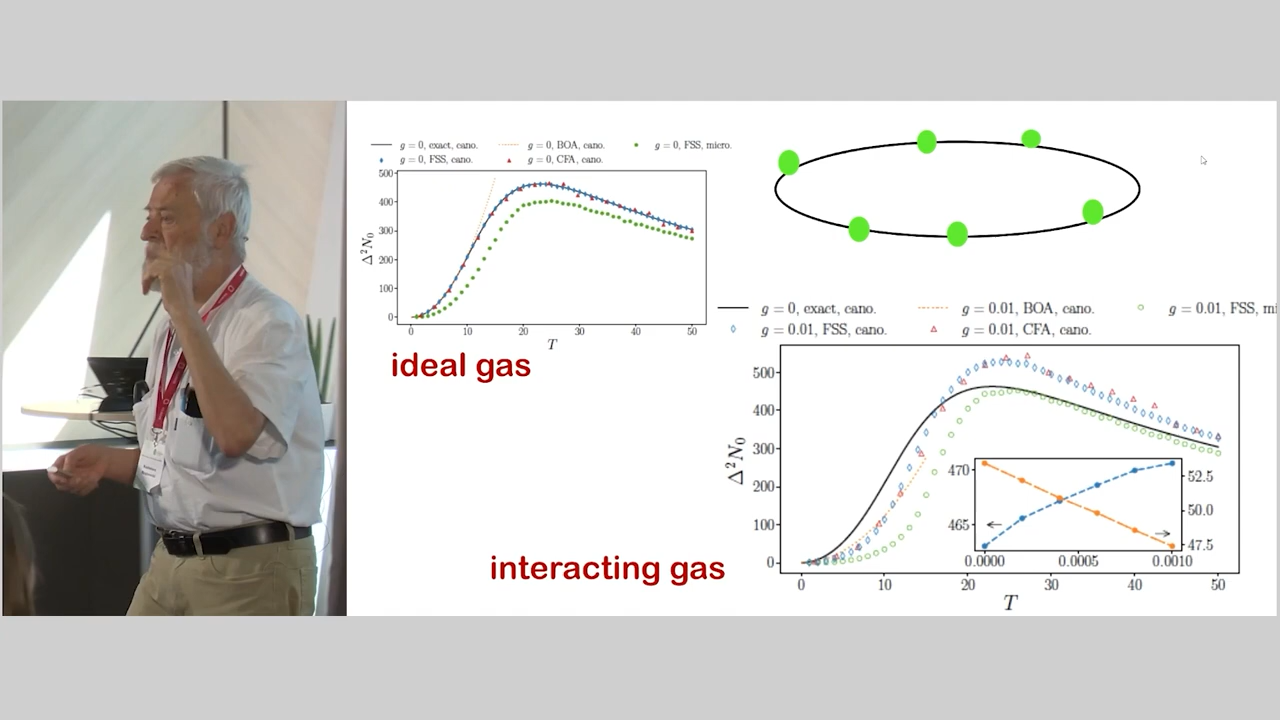 g = 0, exact, cano.
g = 0, BOA, cano.
g = 0, FSS, micro.
g = 0, FSS, cano.
g = 0, CFA, cano.
500
400
300
200
100
0
Δ²N₀
0 10 20 30 40 50
T
ideal gas
g = 0, exact, cano.
g = 0.01, BOA, cano.
g = 0.01, FSS, mi
g = 0.01, FSS, cano.
g = 0.01, CFA, cano.
500
400
300
200
100
0
Δ²N₀
470
465
52.5
50.0
47.5
0.0000 0.0005 0.0010
0 10 20 30 40 50
T
interacting gas